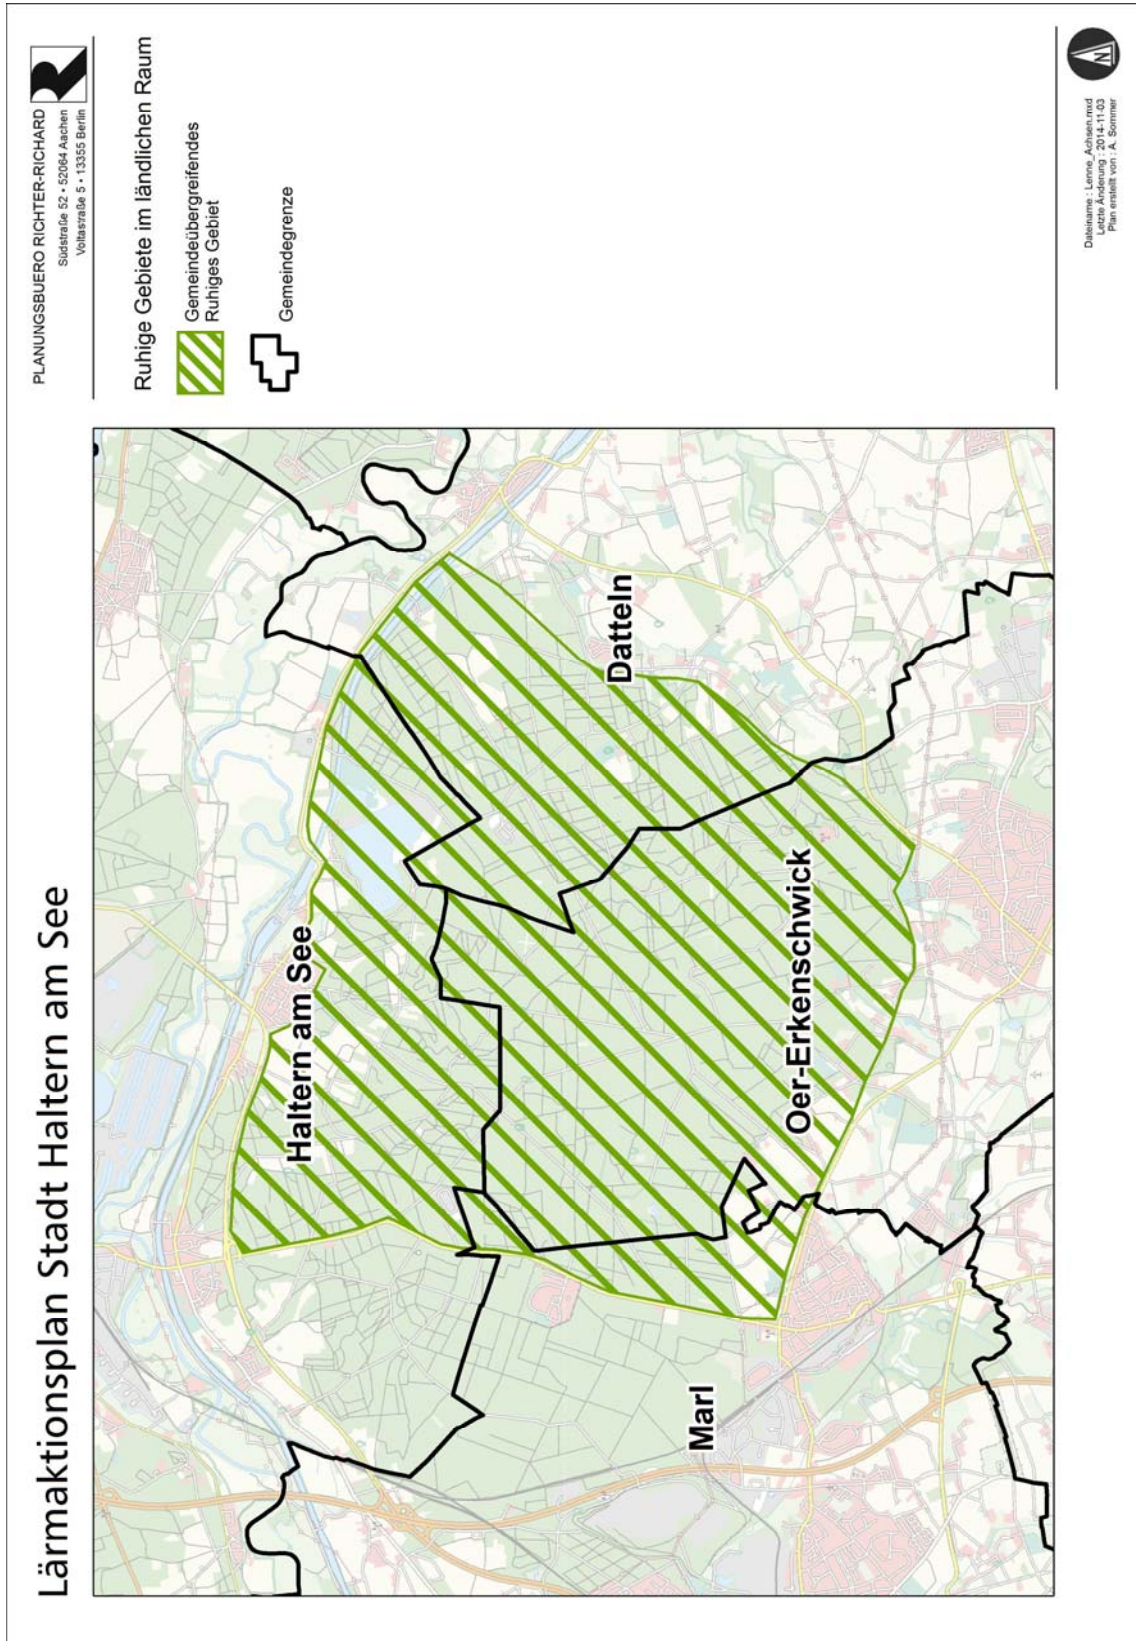 Lärmaktionsplan Stadt Haltern am See
PLANUNGSBUERO RICHTER-RICHARD
Südstraße 52 • 52064 Aachen
Voltastraße 5 • 13355 Berlin
Ruhige Gebiete im ländlichen Raum
Gemeindeübergreifendes
Ruhiges Gebiet
Gemeindegrenze
Haltern am See
Datteln
Oer-Erkenschwick
Marl
N
Dateiname : Lenne_Achsen.mxd
Letzte Änderung : 2014-11-03
Plan erstellt von : A. Sommer